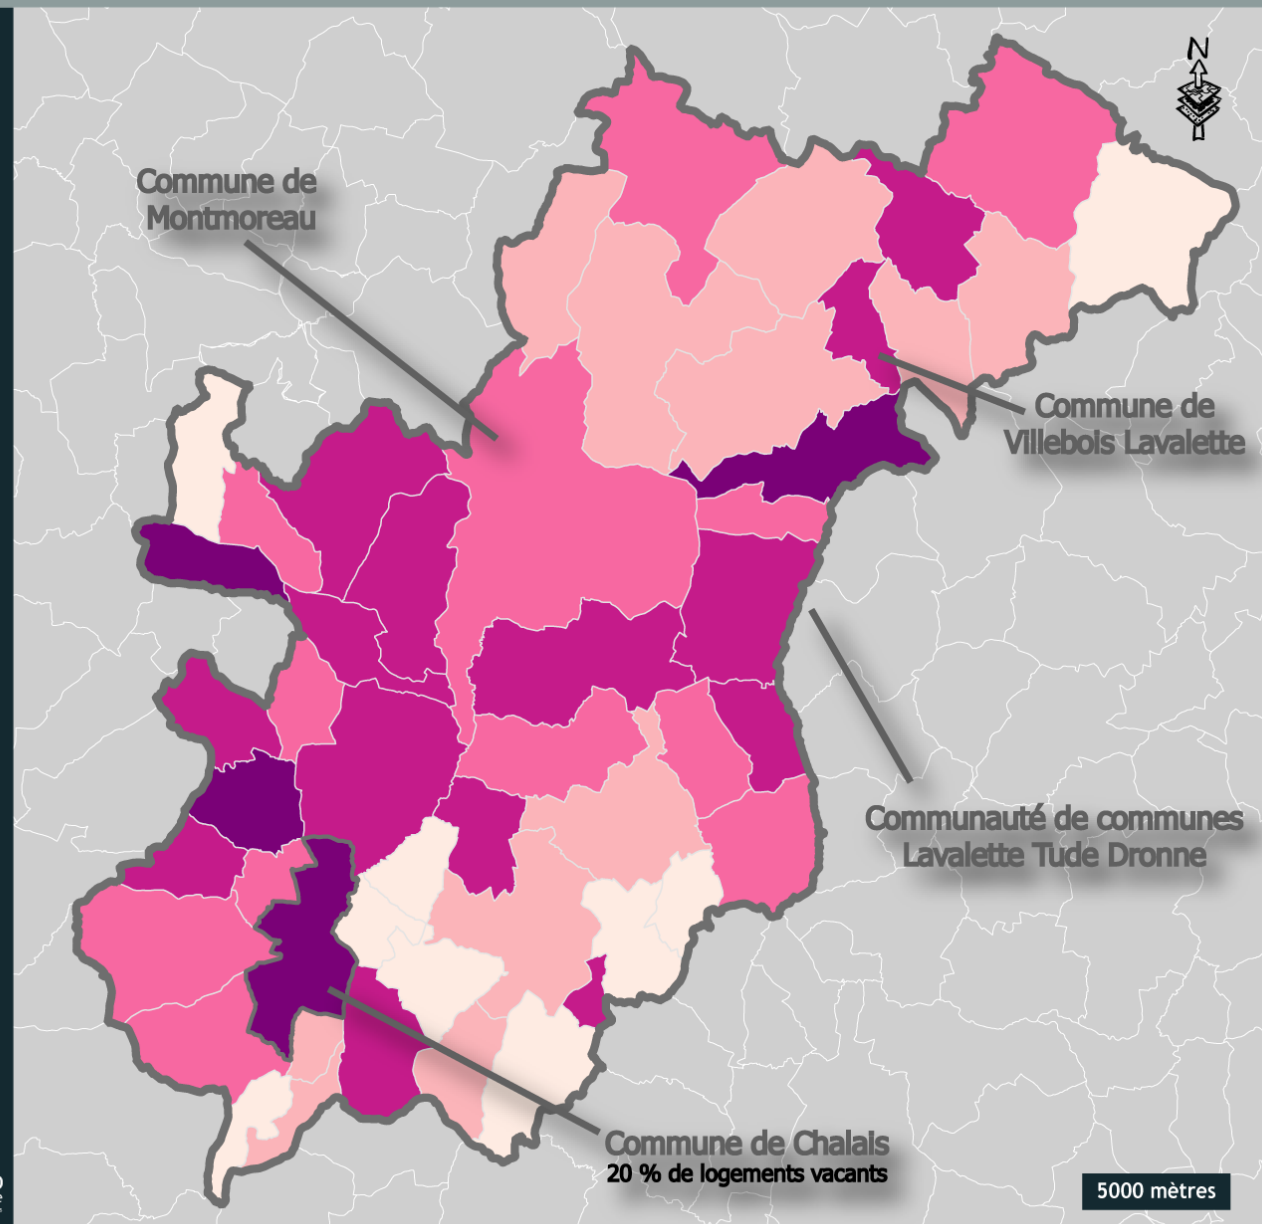 N
Commune de
Montmoreau
Commune de
Villebois Lavalette
Communauté de communes
Lavalette Tude Dronne
Commune de Chalais
20 % de logements vacants
5000 mètres